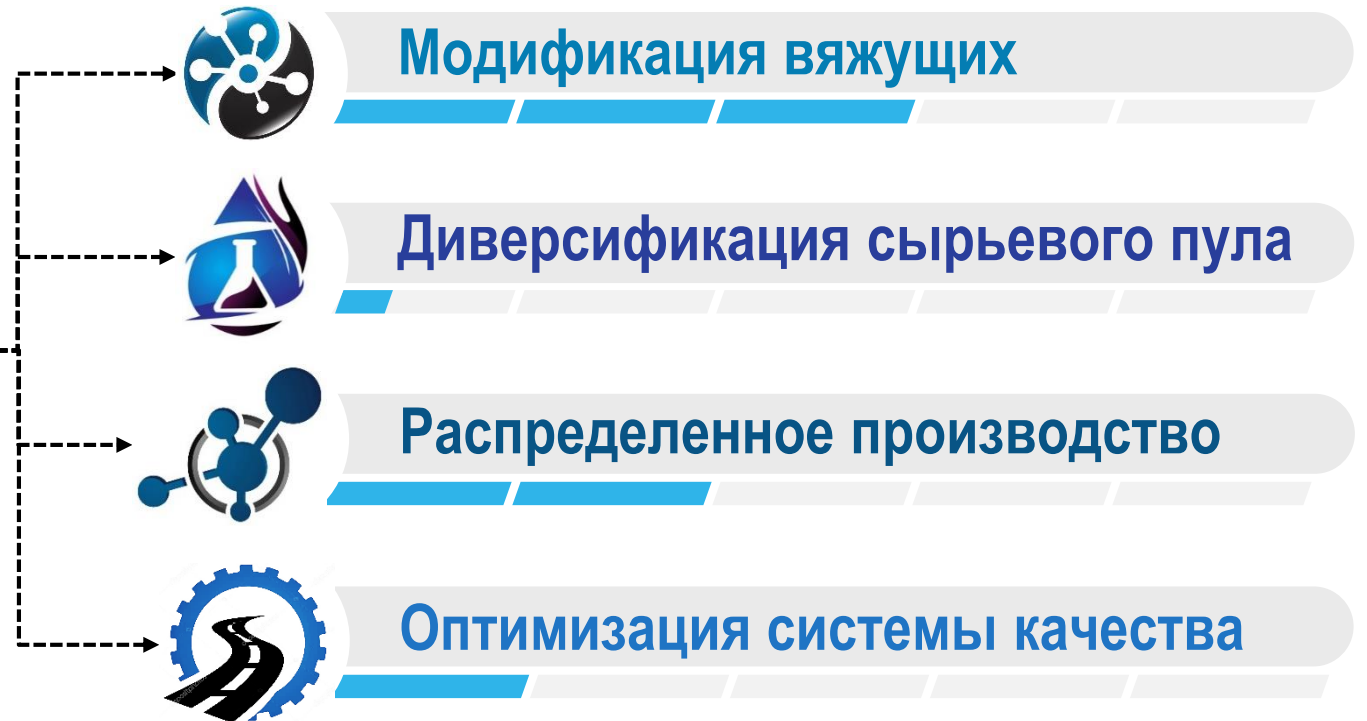 Модификация вяжущих
Диверсификация сырьевого пула
Распределенное производство
Оптимизация системы качества